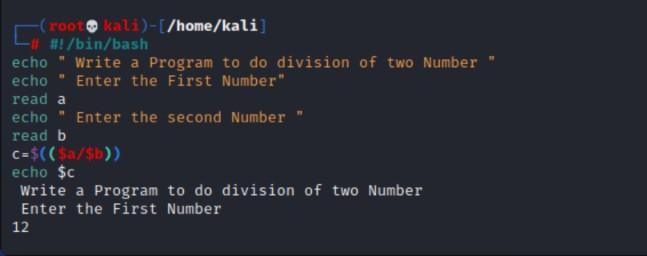 ┌──(root💀kali)-[/home/kali]
└─# #!/bin/bash
echo " Write a Program to do division of two Number "
echo " Enter the First Number"
read a
echo " Enter the second Number "
read b
c=$(($a/$b))
echo $c
 Write a Program to do division of two Number
 Enter the First Number
12